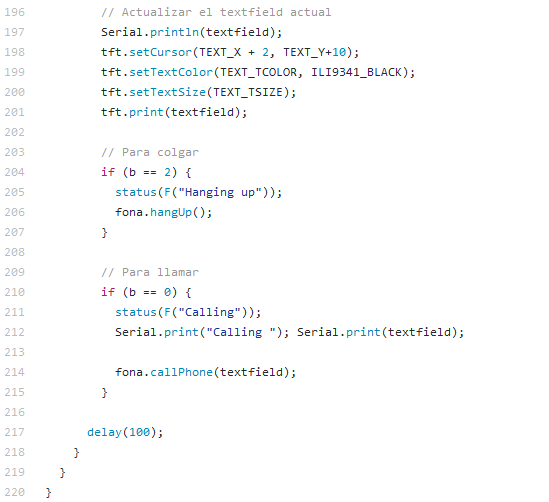 196 // Actualizar el textfield actual
197 Serial.println(textfield);
198 tft.setCursor(TEXT_X + 2, TEXT_Y+10);
199 tft.setTextColor(TEXT_TCOLOR, ILI9341_BLACK);
200 tft.setTextSize(TEXT_TSIZE);
201 tft.print(textfield);
202
203 // Para colgar
204 if (b == 2) {
205 status(F("Hanging up"));
206 fona.hangUp();
207 }
208
209 // Para llamar
210 if (b == 0) {
211 status(F("Calling"));
212 Serial.print("Calling "); Serial.print(textfield);
213
214 fona.callPhone(textfield);
215 }
216
217 delay(100);
218 }
219 }
220 }